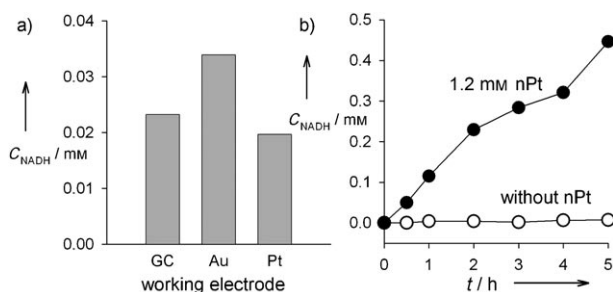 a)
0.04
0.03
0.02
0.01
0.00
C_NADH / mM
GC Au Pt
working electrode
b)
0.5
0.4
0.3
0.2
0.1
0.0
C_NADH / mM
1.2 mM nPt
without nPt
0 1 2 3 4 5
t / h